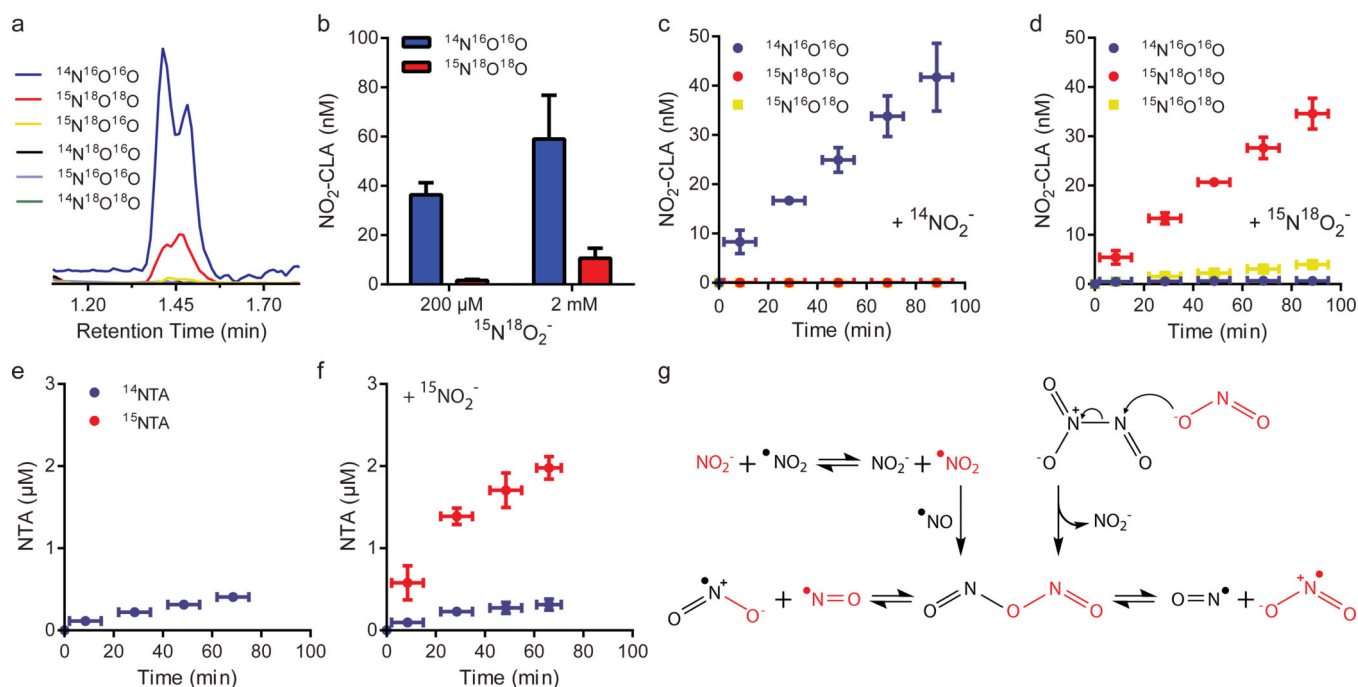 a
¹⁴N¹⁶O¹⁶O
¹⁵N¹⁸O¹⁸O
¹⁵N¹⁸O¹⁶O
¹⁴N¹⁸O¹⁶O
¹⁵N¹⁶O¹⁶O
¹⁴N¹⁸O¹⁸O
1.20 1.45 1.70
Retention Time (min)
b
¹⁴N¹⁶O¹⁶O
¹⁵N¹⁸O¹⁸O
NO₂-CLA (nM)
100
80
60
40
20
0
200 µM 2 mM
¹⁵N¹⁸O₂⁻
c
¹⁴N¹⁶O¹⁶O
¹⁵N¹⁸O¹⁸O
¹⁵N¹⁶O¹⁸O
NO₂-CLA (nM)
50
40
30
20
10
0
+ ¹⁴NO₂⁻
0 20 40 60 80 100
Time (min)
d
¹⁴N¹⁶O¹⁶O
¹⁵N¹⁸O¹⁸O
¹⁵N¹⁶O¹⁸O
NO₂-CLA (nM)
50
40
30
20
10
0
+ ¹⁵N¹⁸O₂⁻
0 20 40 60 80 100
Time (min)
e
¹⁴NTA
¹⁵NTA
NTA (µM)
3
2
1
0
0 20 40 60 80 100
Time (min)
f
+ ¹⁵NO₂⁻
NTA (µM)
3
2
1
0
0 20 40 60 80 100
Time (min)
g
O
N⁺ N ⁻O N O
⁻O O
NO₂⁻ + •NO₂ ⇌ NO₂⁻ + •NO₂
•NO
NO₂⁻
O N⁺ O⁻ + •N=O ⇌ O N O N O ⇌ O=N• + ⁻O N⁺ O